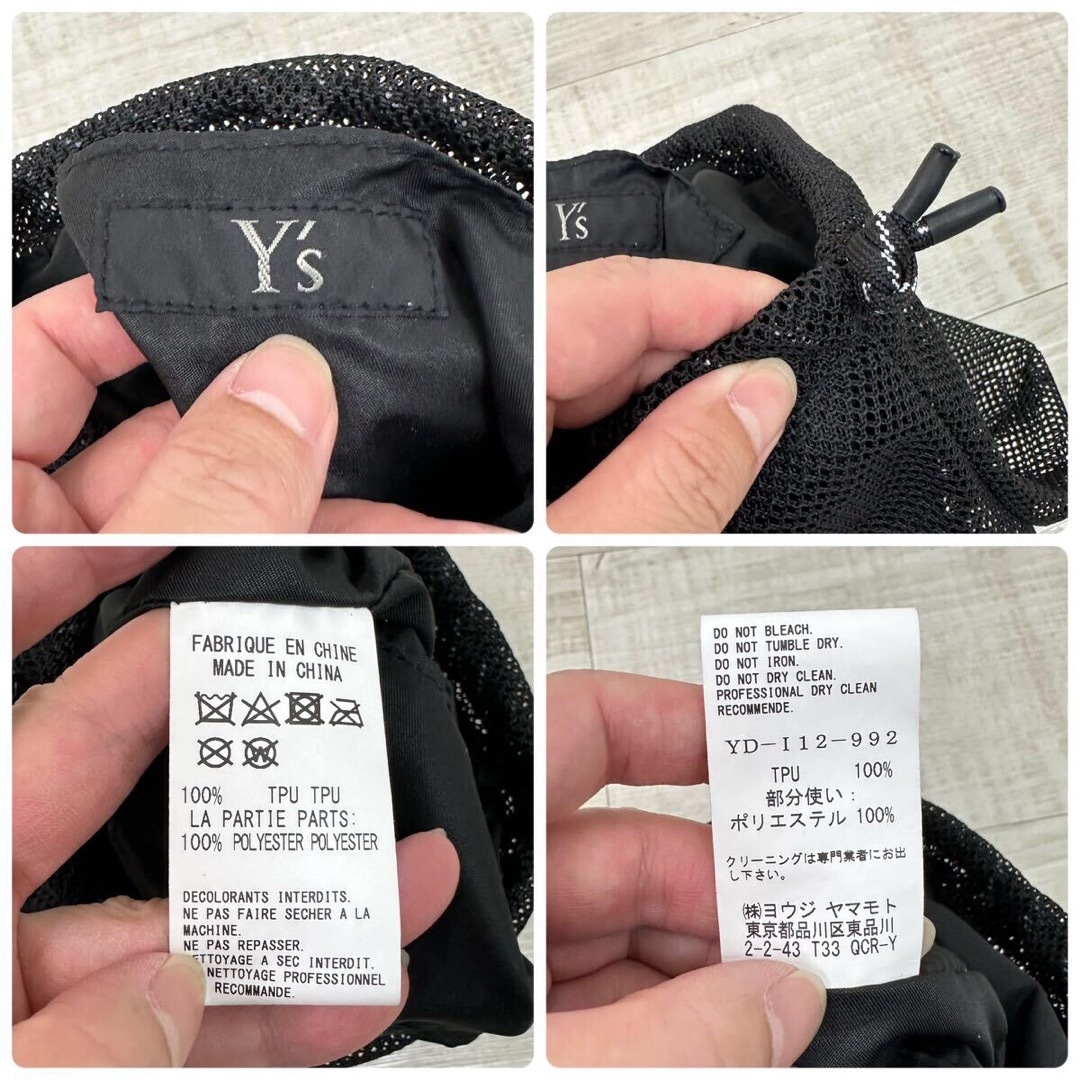 Y's
Y's
FABRIQUE EN CHINE
MADE IN CHINA
W
100% TPU TPU
LA PARTIE PARTS:
100% POLYESTER POLYESTER
DECOLORANTS INTERDITS.
NE PAS FAIRE SECHER A LA
MACHINE.
NE PAS REPASSER.
NETTOYAGE A SEC INTERDIT.
NETTOYAGE PROFESSIONNEL
RECOMMANDE.
DO NOT BLEACH.
DO NOT TUMBLE DRY.
DO NOT IRON.
DO NOT DRY CLEAN.
PROFESSIONAL DRY CLEAN
RECOMMENDE.
YD-I12-992
TPU 100%
部分使い:
ポリエステル 100%
クリーニングは専門業者にお出
し下さい。
㈱ヨウジ ヤマモト
東京都品川区東品川
2-2-43 T33 QCR-Y